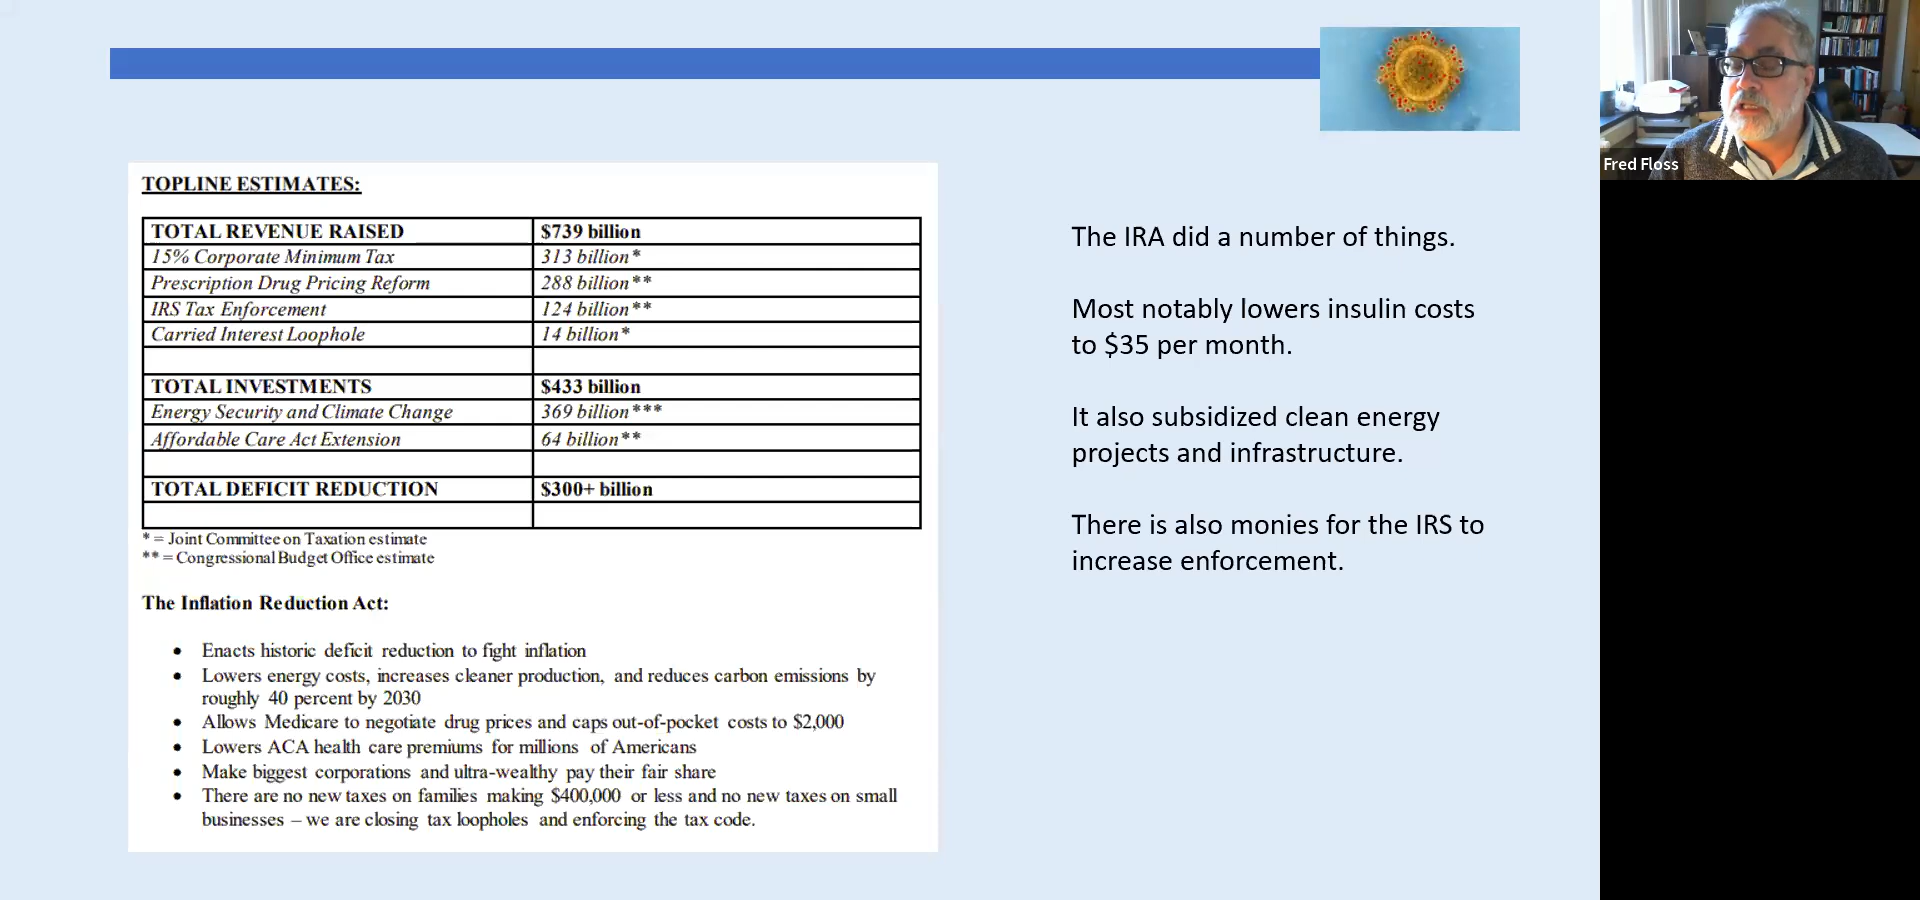 TOPLINE ESTIMATES:
TOTAL REVENUE RAISED $739 billion
15% Corporate Minimum Tax 313 billion*
Prescription Drug Pricing Reform 288 billion**
IRS Tax Enforcement 124 billion**
Carried Interest Loophole 14 billion*
TOTAL INVESTMENTS $433 billion
Energy Security and Climate Change 369 billion***
Affordable Care Act Extension 64 billion**
TOTAL DEFICIT REDUCTION $300+ billion
* = Joint Committee on Taxation estimate
** = Congressional Budget Office estimate
The Inflation Reduction Act:
• Enacts historic deficit reduction to fight inflation
• Lowers energy costs, increases cleaner production, and reduces carbon emissions by
roughly 40 percent by 2030
• Allows Medicare to negotiate drug prices and caps out-of-pocket costs to $2,000
• Lowers ACA health care premiums for millions of Americans
• Make biggest corporations and ultra-wealthy pay their fair share
• There are no new taxes on families making $400,000 or less and no new taxes on small
businesses – we are closing tax loopholes and enforcing the tax code.
The IRA did a number of things.
Most notably lowers insulin costs
to $35 per month.
It also subsidized clean energy
projects and infrastructure.
There is also monies for the IRS to
increase enforcement.
Fred Floss